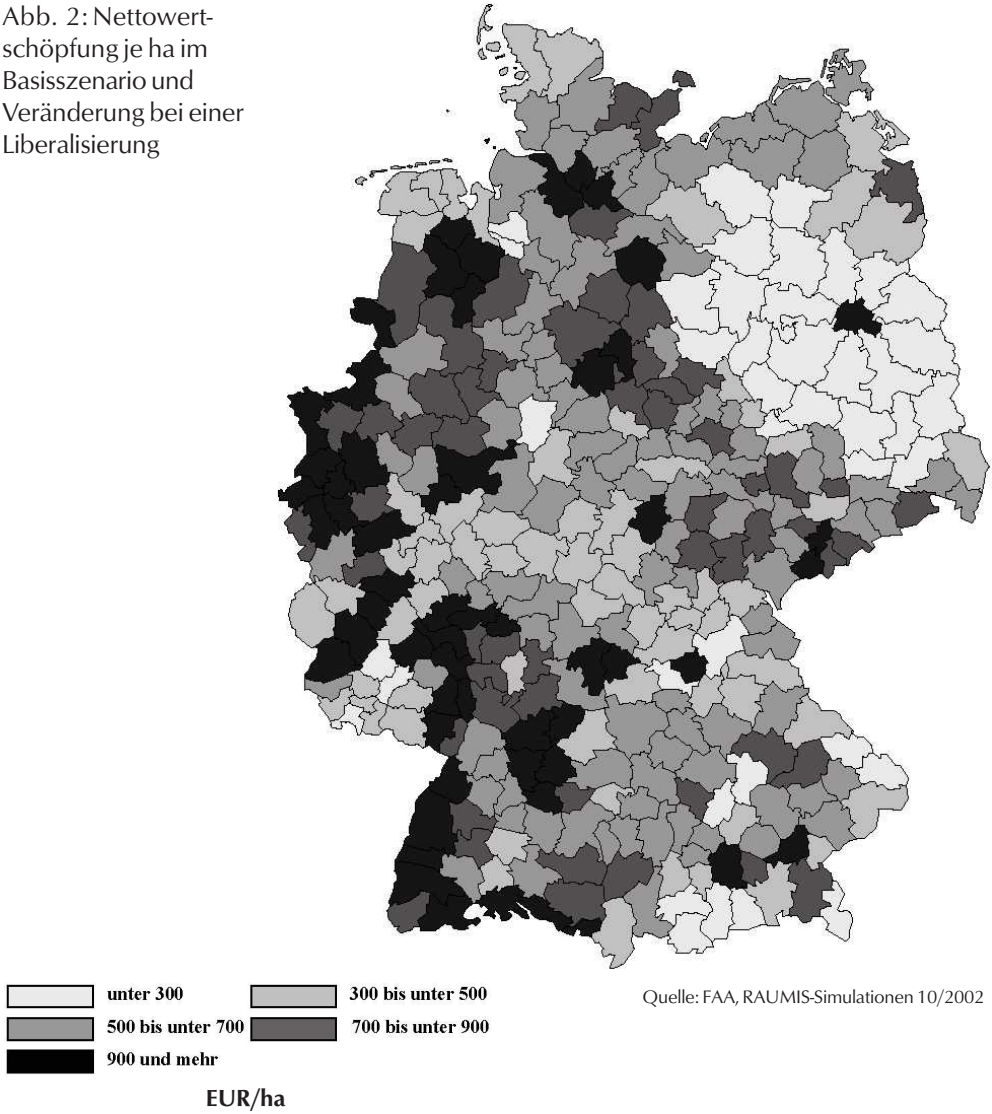 Abb. 2: Nettowert-
schöpfung je ha im
Basisszenario und
Veränderung bei einer
Liberalisierung
unter 300
300 bis unter 500
Quelle: FAA, RAUMIS-Simulationen 10/2002
500 bis unter 700
700 bis unter 900
900 und mehr
EUR/ha